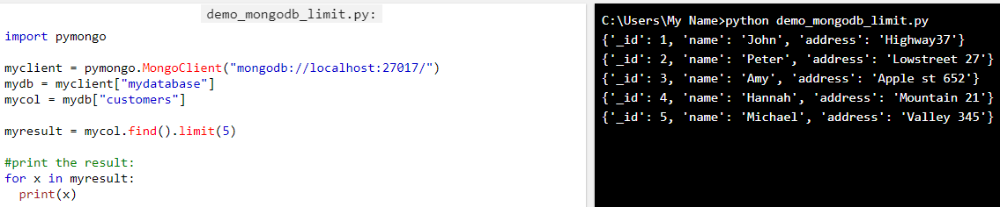 demo_mongodb_limit.py:
import pymongo
myclient = pymongo.MongoClient("mongodb://localhost:27017/")
mydb = myclient["mydatabase"]
mycol = mydb["customers"]
myresult = mycol.find().limit(5)
#print the result:
for x in myresult:
  print(x)
C:\Users\My Name>python demo_mongodb_limit.py
{'_id': 1, 'name': 'John', 'address': 'Highway37'}
{'_id': 2, 'name': 'Peter', 'address': 'Lowstreet 27'}
{'_id': 3, 'name': 'Amy', 'address': 'Apple st 652'}
{'_id': 4, 'name': 'Hannah', 'address': 'Mountain 21'}
{'_id': 5, 'name': 'Michael', 'address': 'Valley 345'}